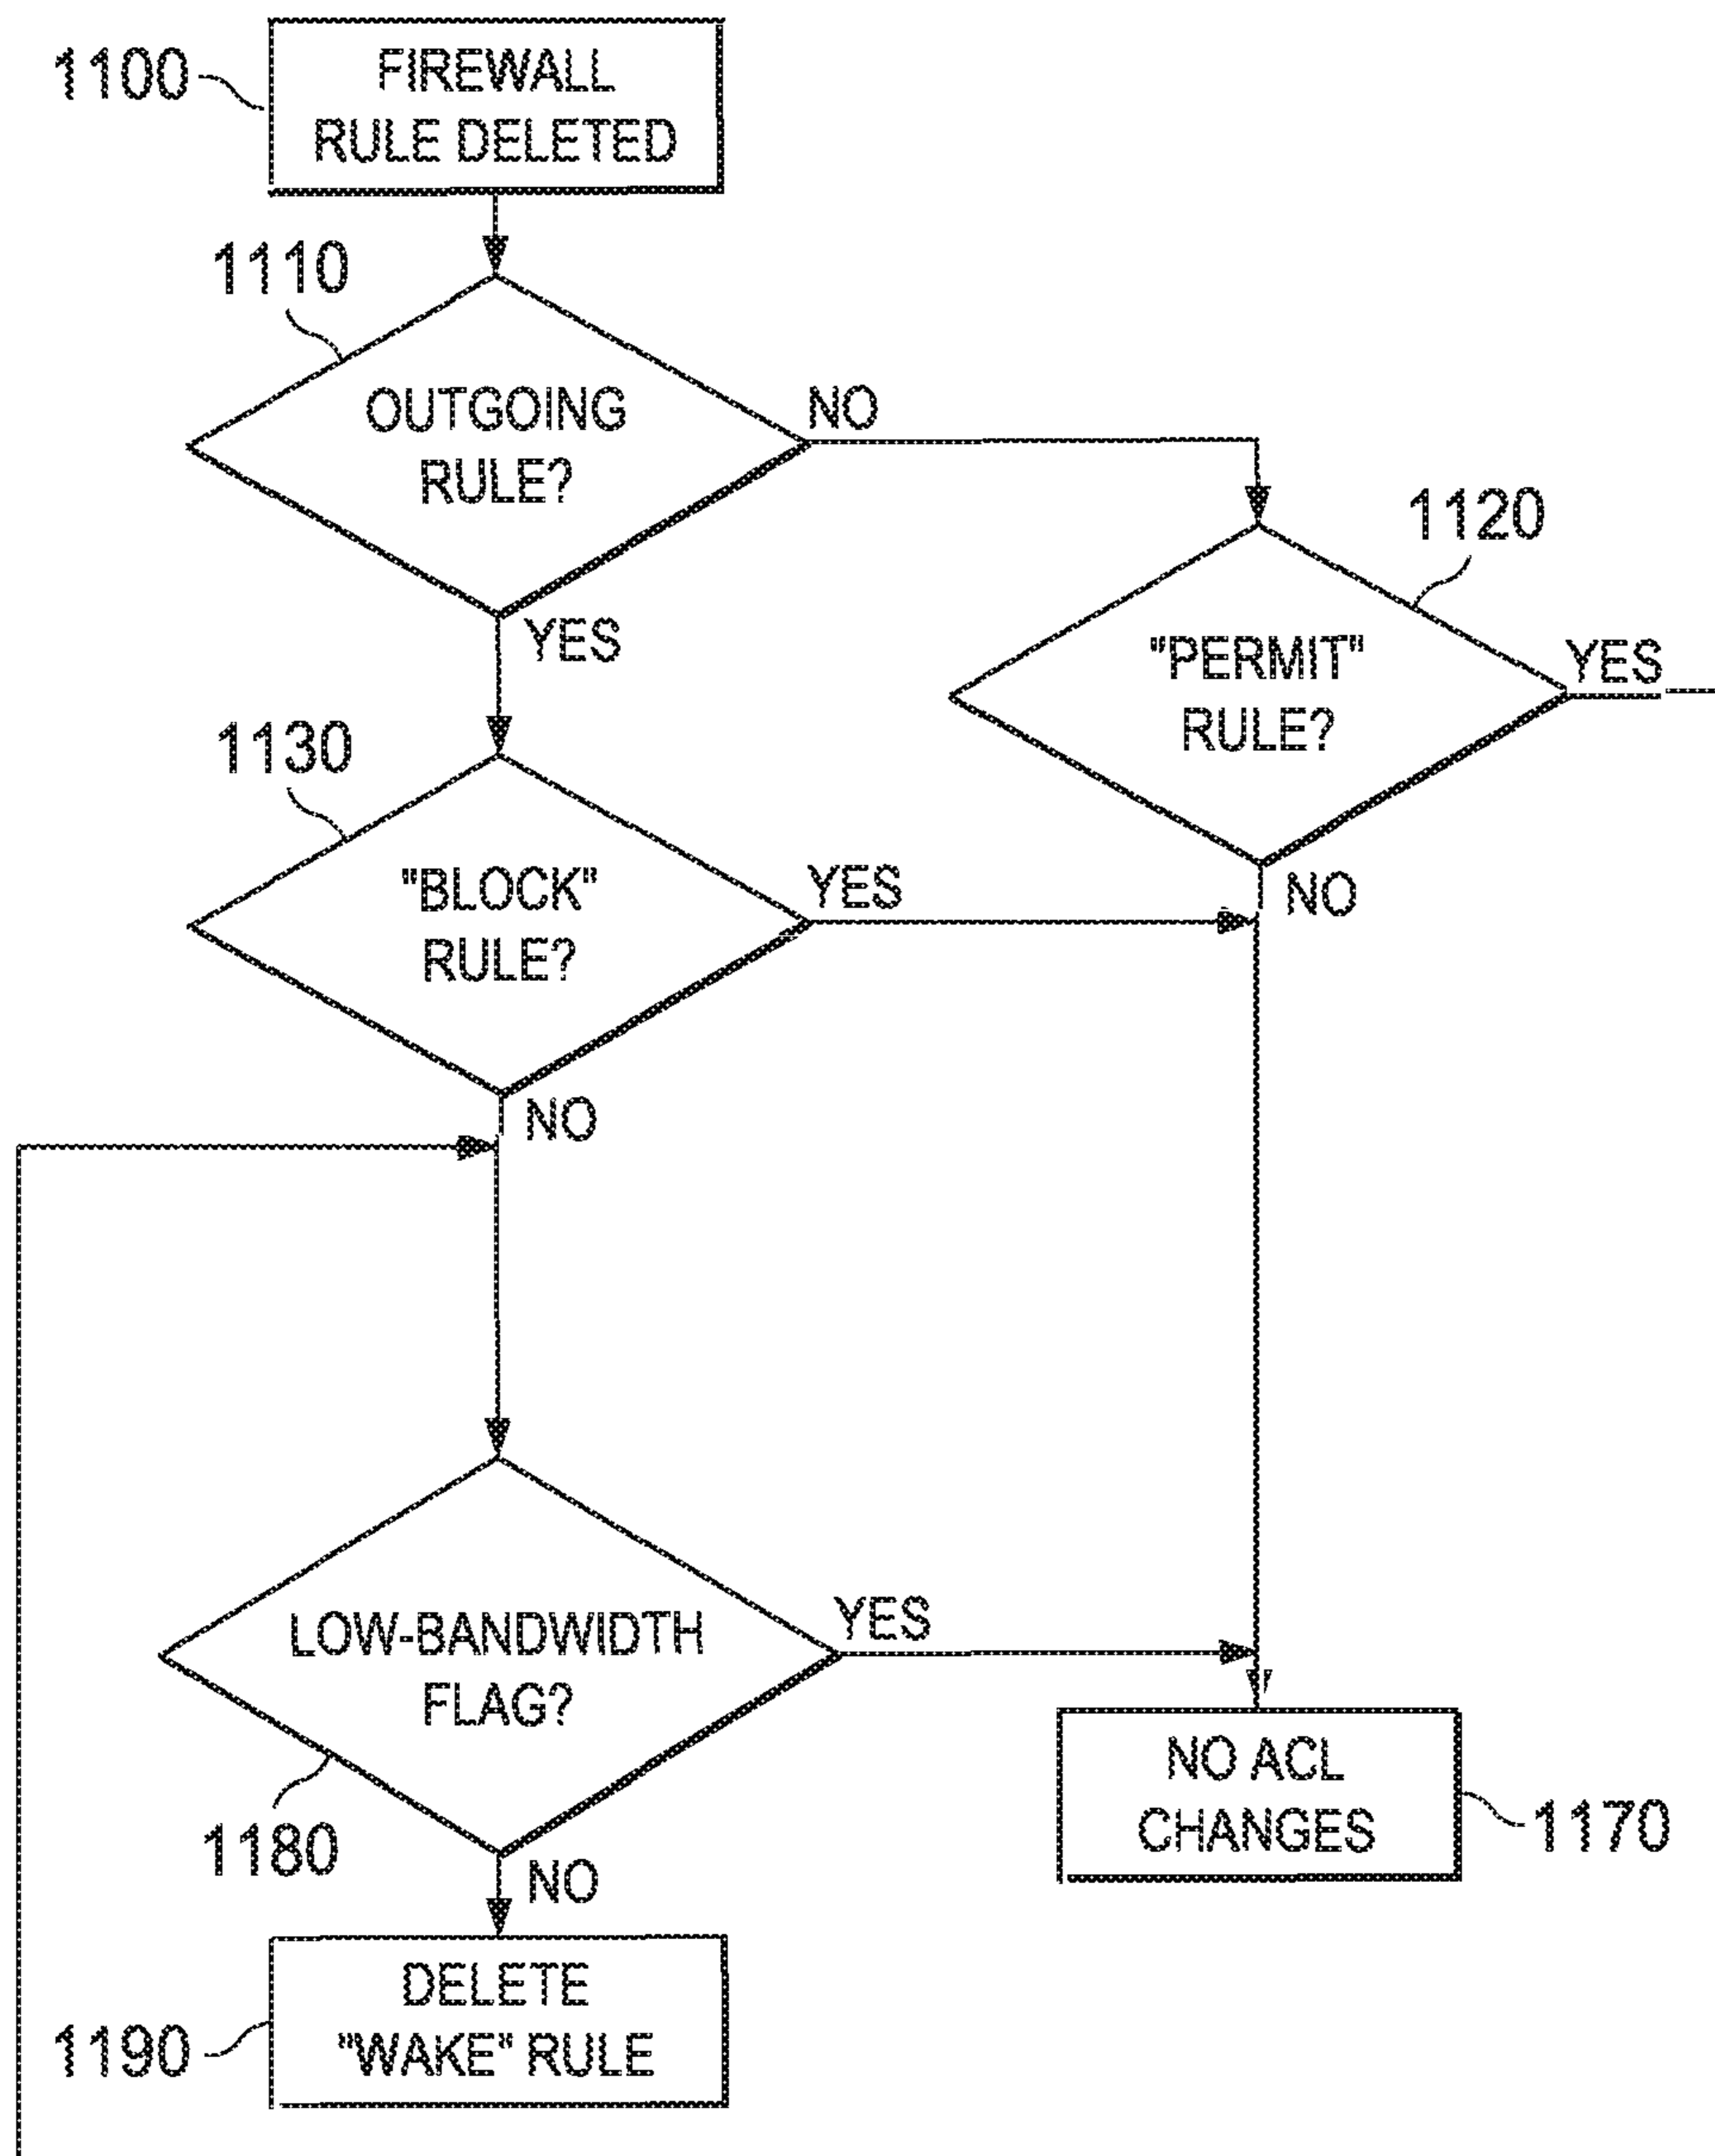 1100
FIREWALL
RULE DELETED
1110
OUTGOING
RULE?
NO
YES
1120
"PERMIT"
RULE?
YES
NO
1130
"BLOCK"
RULE?
YES
NO
LOW-BANDWIDTH
FLAG?
YES
1180
NO
NO ACL
CHANGES
1170
DELETE
"WAKE" RULE
1190